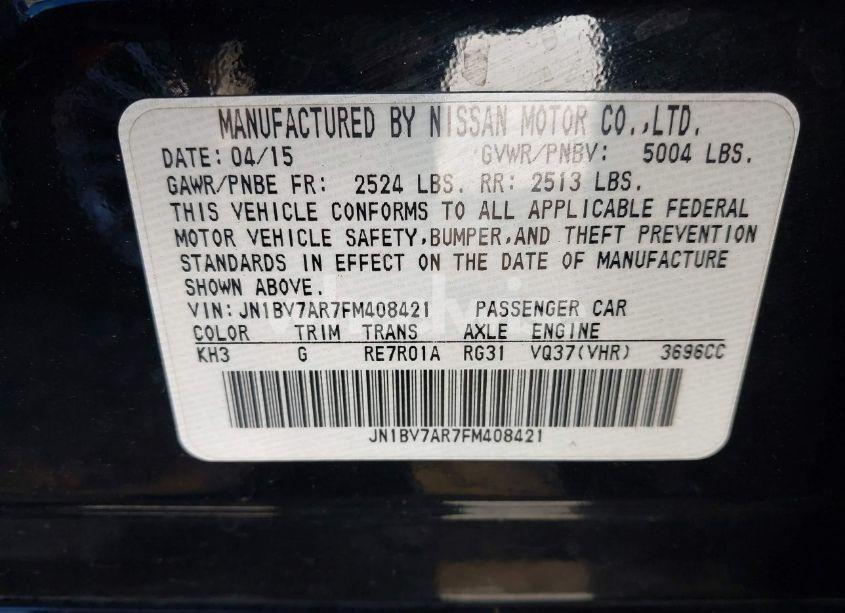 MANUFACTURED BY NISSAN MOTOR CO.,LTD.
DATE: 04/15 GVWR/PNBV: 5004 LBS.
GAWR/PNBE FR: 2524 LBS. RR: 2513 LBS.
THIS VEHICLE CONFORMS TO ALL APPLICABLE FEDERAL
MOTOR VEHICLE SAFETY,BUMPER,AND THEFT PREVENTION
STANDARDS IN EFFECT ON THE DATE OF MANUFACTURE
SHOWN ABOVE.
VIN: JN1BV7AR7FM408421 PASSENGER CAR
COLOR TRIM TRANS AXLE ENGINE
KH3 G RE7R01A RG31 VQ37(VHR) 3696CC
JN1BV7AR7FM408421